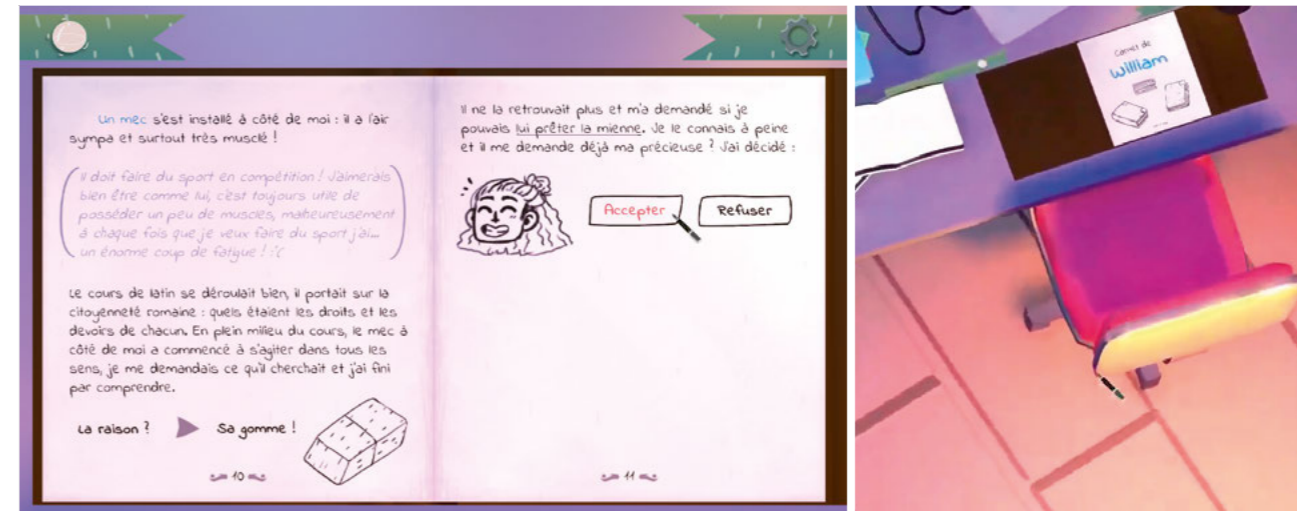 Un mec s'est installé à côté de moi : il a l'air
sympa et surtout très musclé !
Il doit faire du sport en compétition ! J'aimerais
bien être comme lui, c'est toujours utile de
posséder un peu de muscles, malheureusement
à chaque fois que je veux faire du sport j'ai...
un énorme coup de fatigue ! :'(
Le cours de latin se déroulait bien, il portait sur la
citoyenneté romaine : quels étaient les droits et les
devoirs de chacun. En plein milieu du cours, le mec à
côté de moi a commencé à s'agiter dans tous les
sens, je me demandais ce qu'il cherchait et j'ai fini
par comprendre.
La raison ? Sa gomme !
10
Il ne la retrouvait plus et m'a demandé si je
pouvais lui prêter la mienne. Je le connais à peine
et il me demande déjà ma précieuse ? J'ai décidé :
Accepter Refuser
11
Carnet de
William